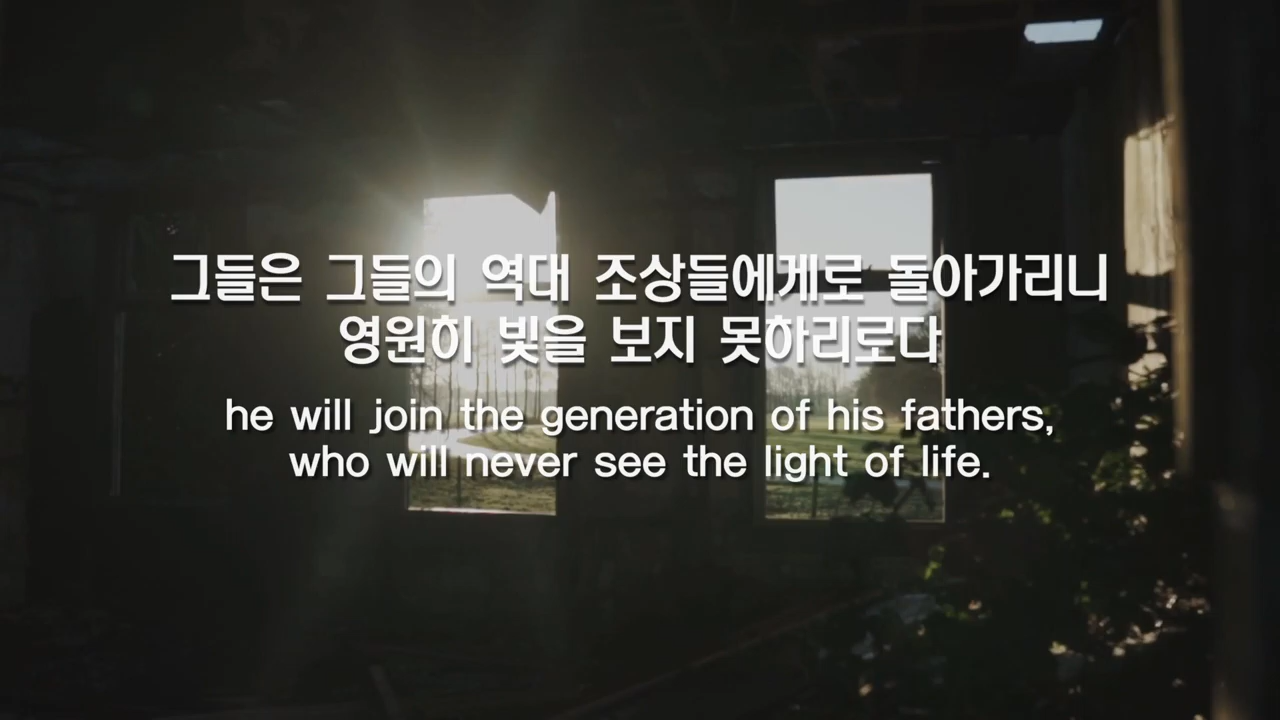 그들은 그들의 역대 조상들에게로 돌아가리니
영원히 빛을 보지 못하리로다
he will join the generation of his fathers,
who will never see the light of life.